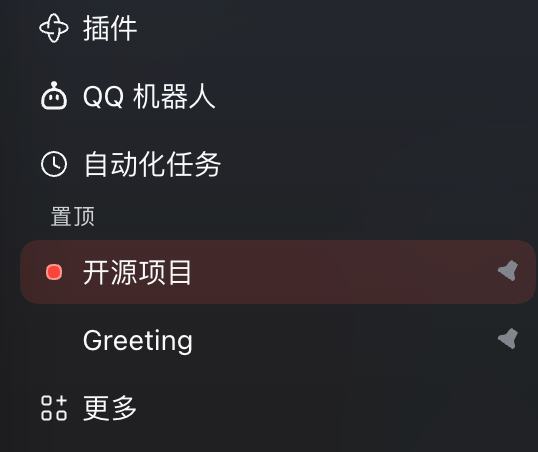 插件
QQ 机器人
自动化任务
置顶
开源项目
Greeting
更多